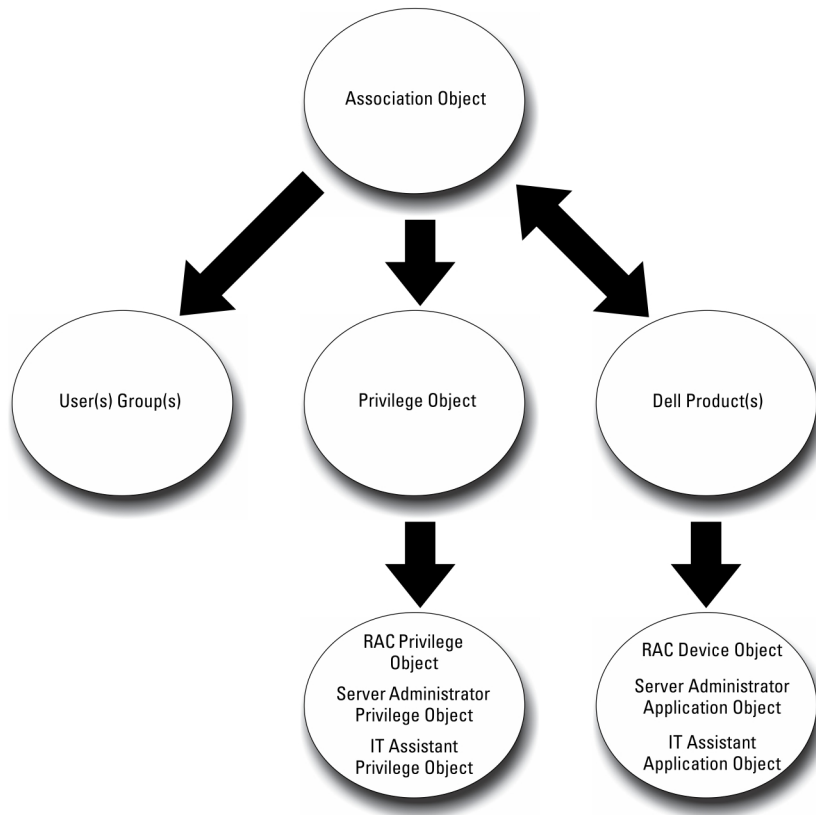 Association Object
User(s) Group(s)
Privilege Object
Dell Product(s)
RAC Privilege
Object
Server Administrator
Privilege Object
IT Assistant
Privilege Object
RAC Device Object
Server Administrator
Application Object
IT Assistant
Application Object